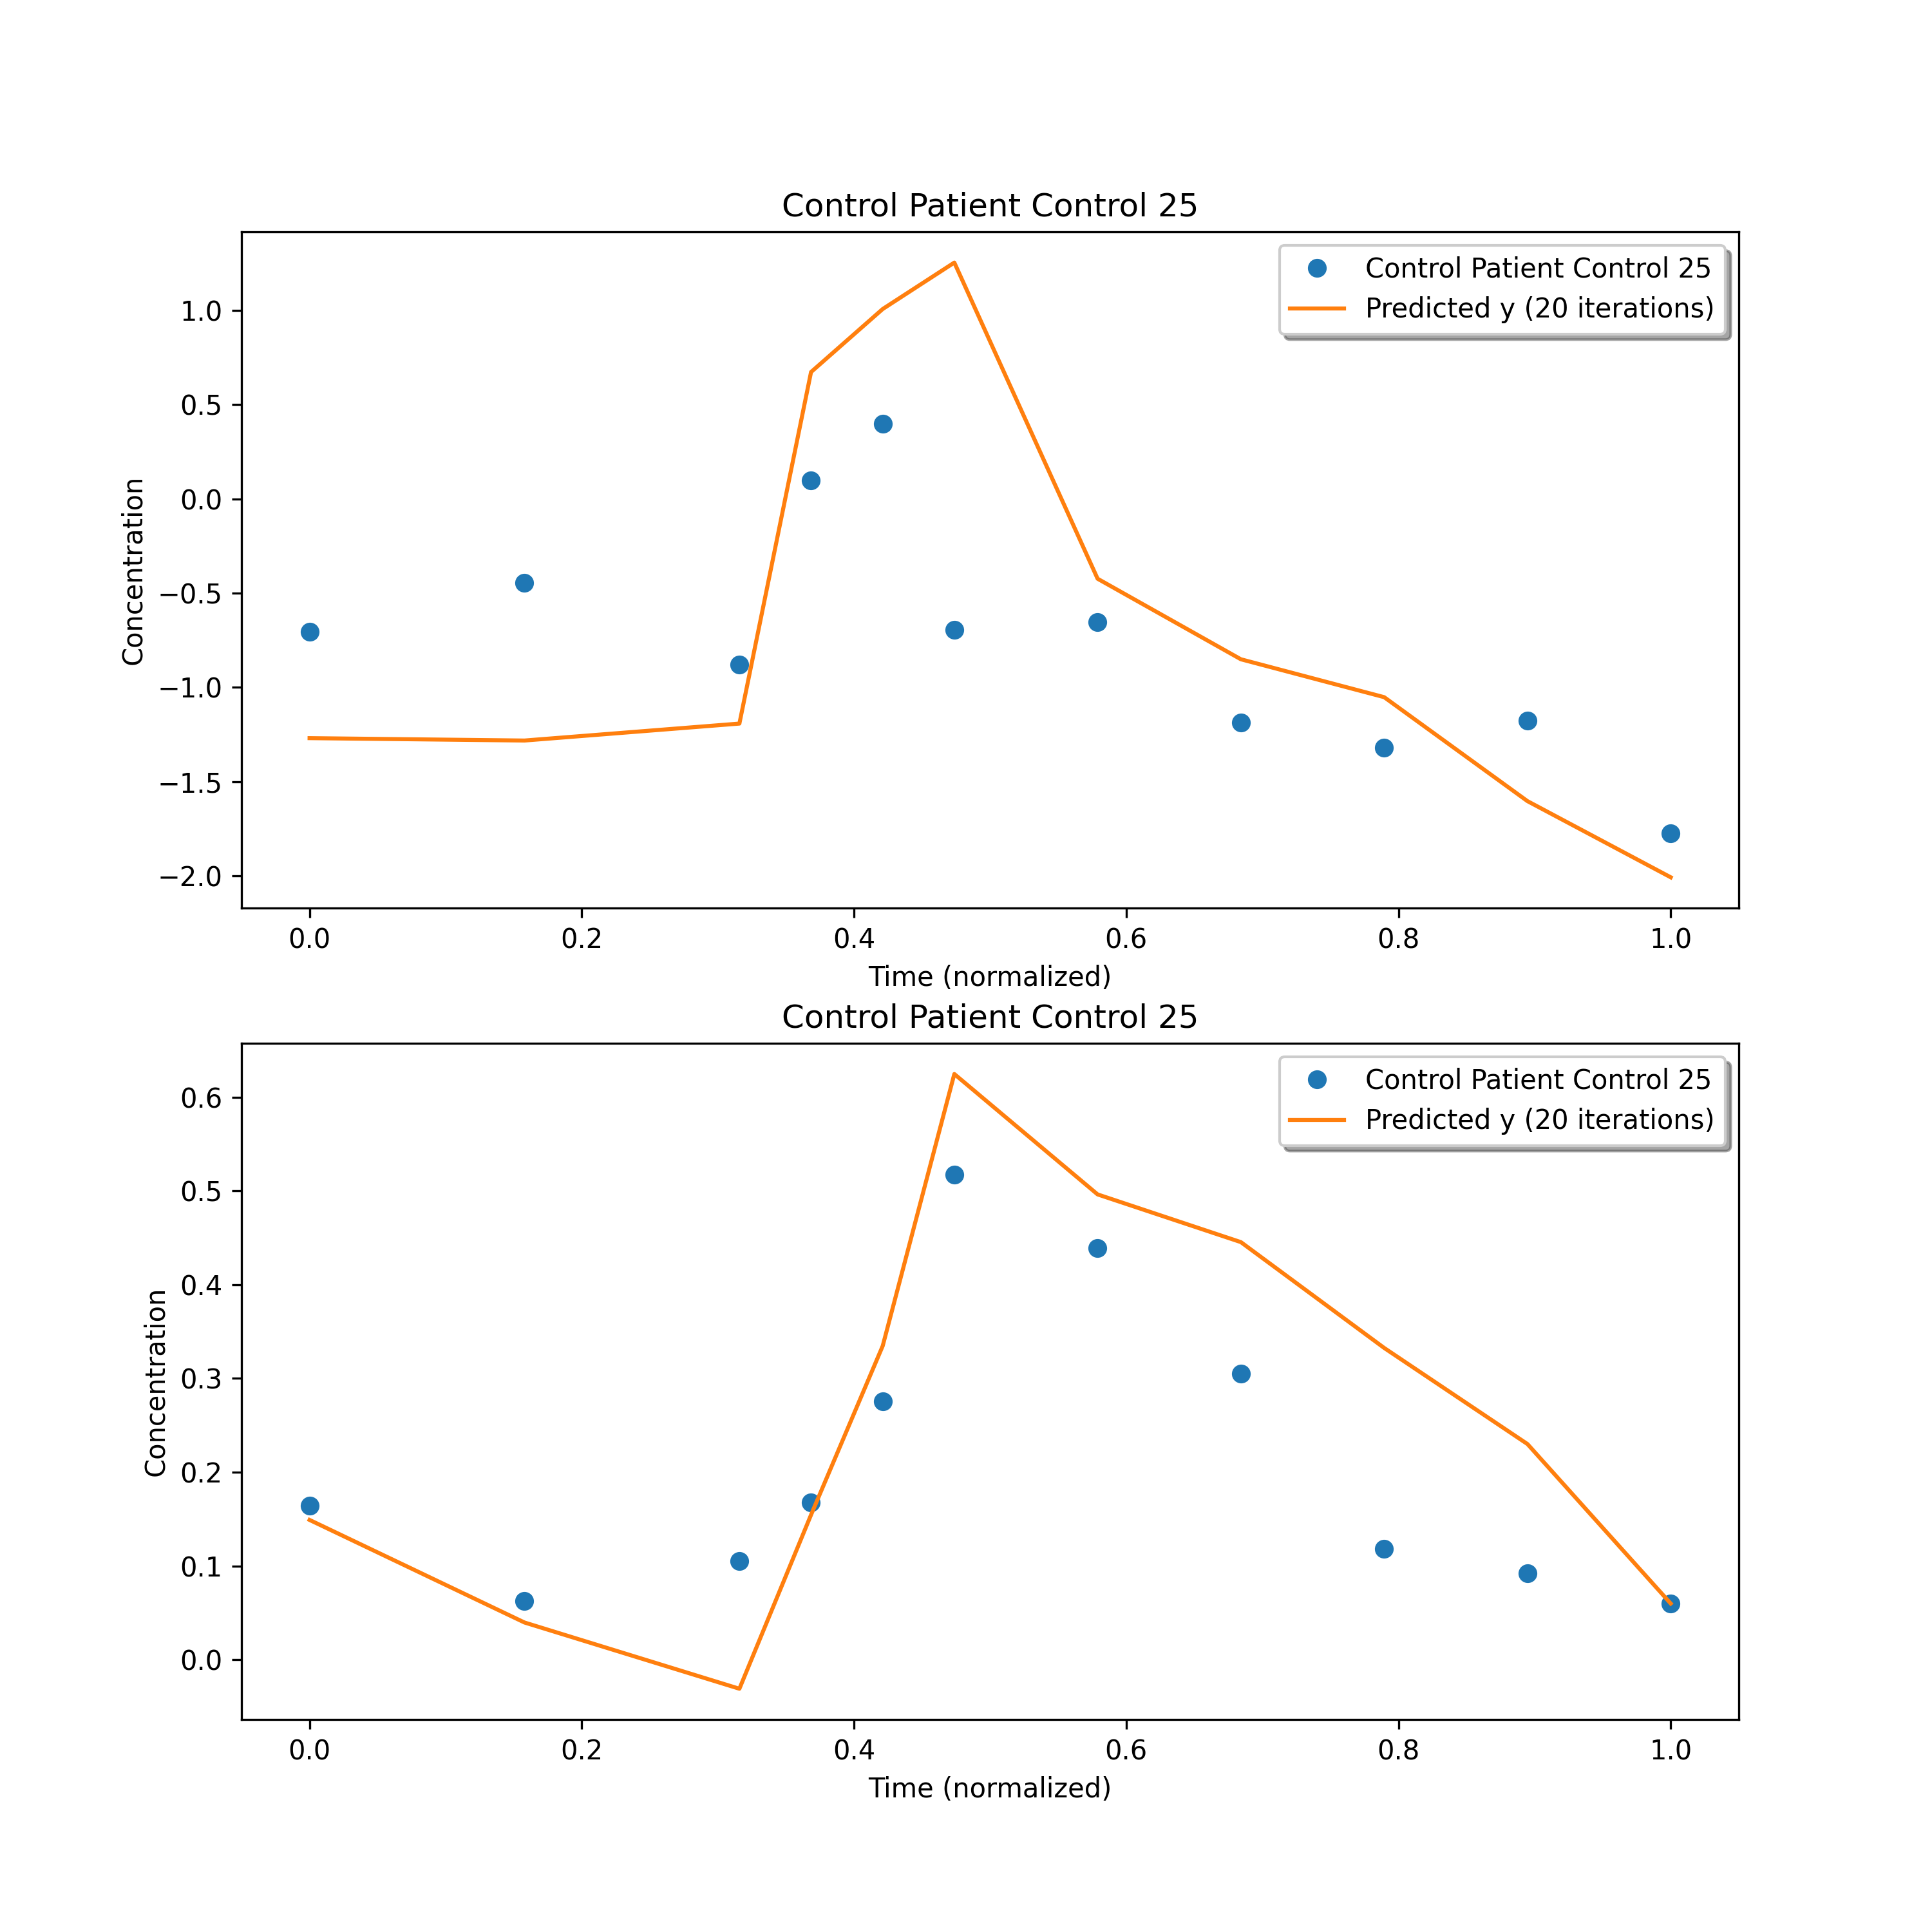 Control Patient Control 25
Control Patient Control 25
Predicted y (20 iterations)
1.0
0.5
0.0
−0.5
−1.0
−1.5
−2.0
Concentration
0.0 0.2 0.4 0.6 0.8 1.0
Time (normalized)
Control Patient Control 25
Control Patient Control 25
Predicted y (20 iterations)
0.6
0.5
0.4
0.3
0.2
0.1
0.0
Concentration
0.0 0.2 0.4 0.6 0.8 1.0
Time (normalized)